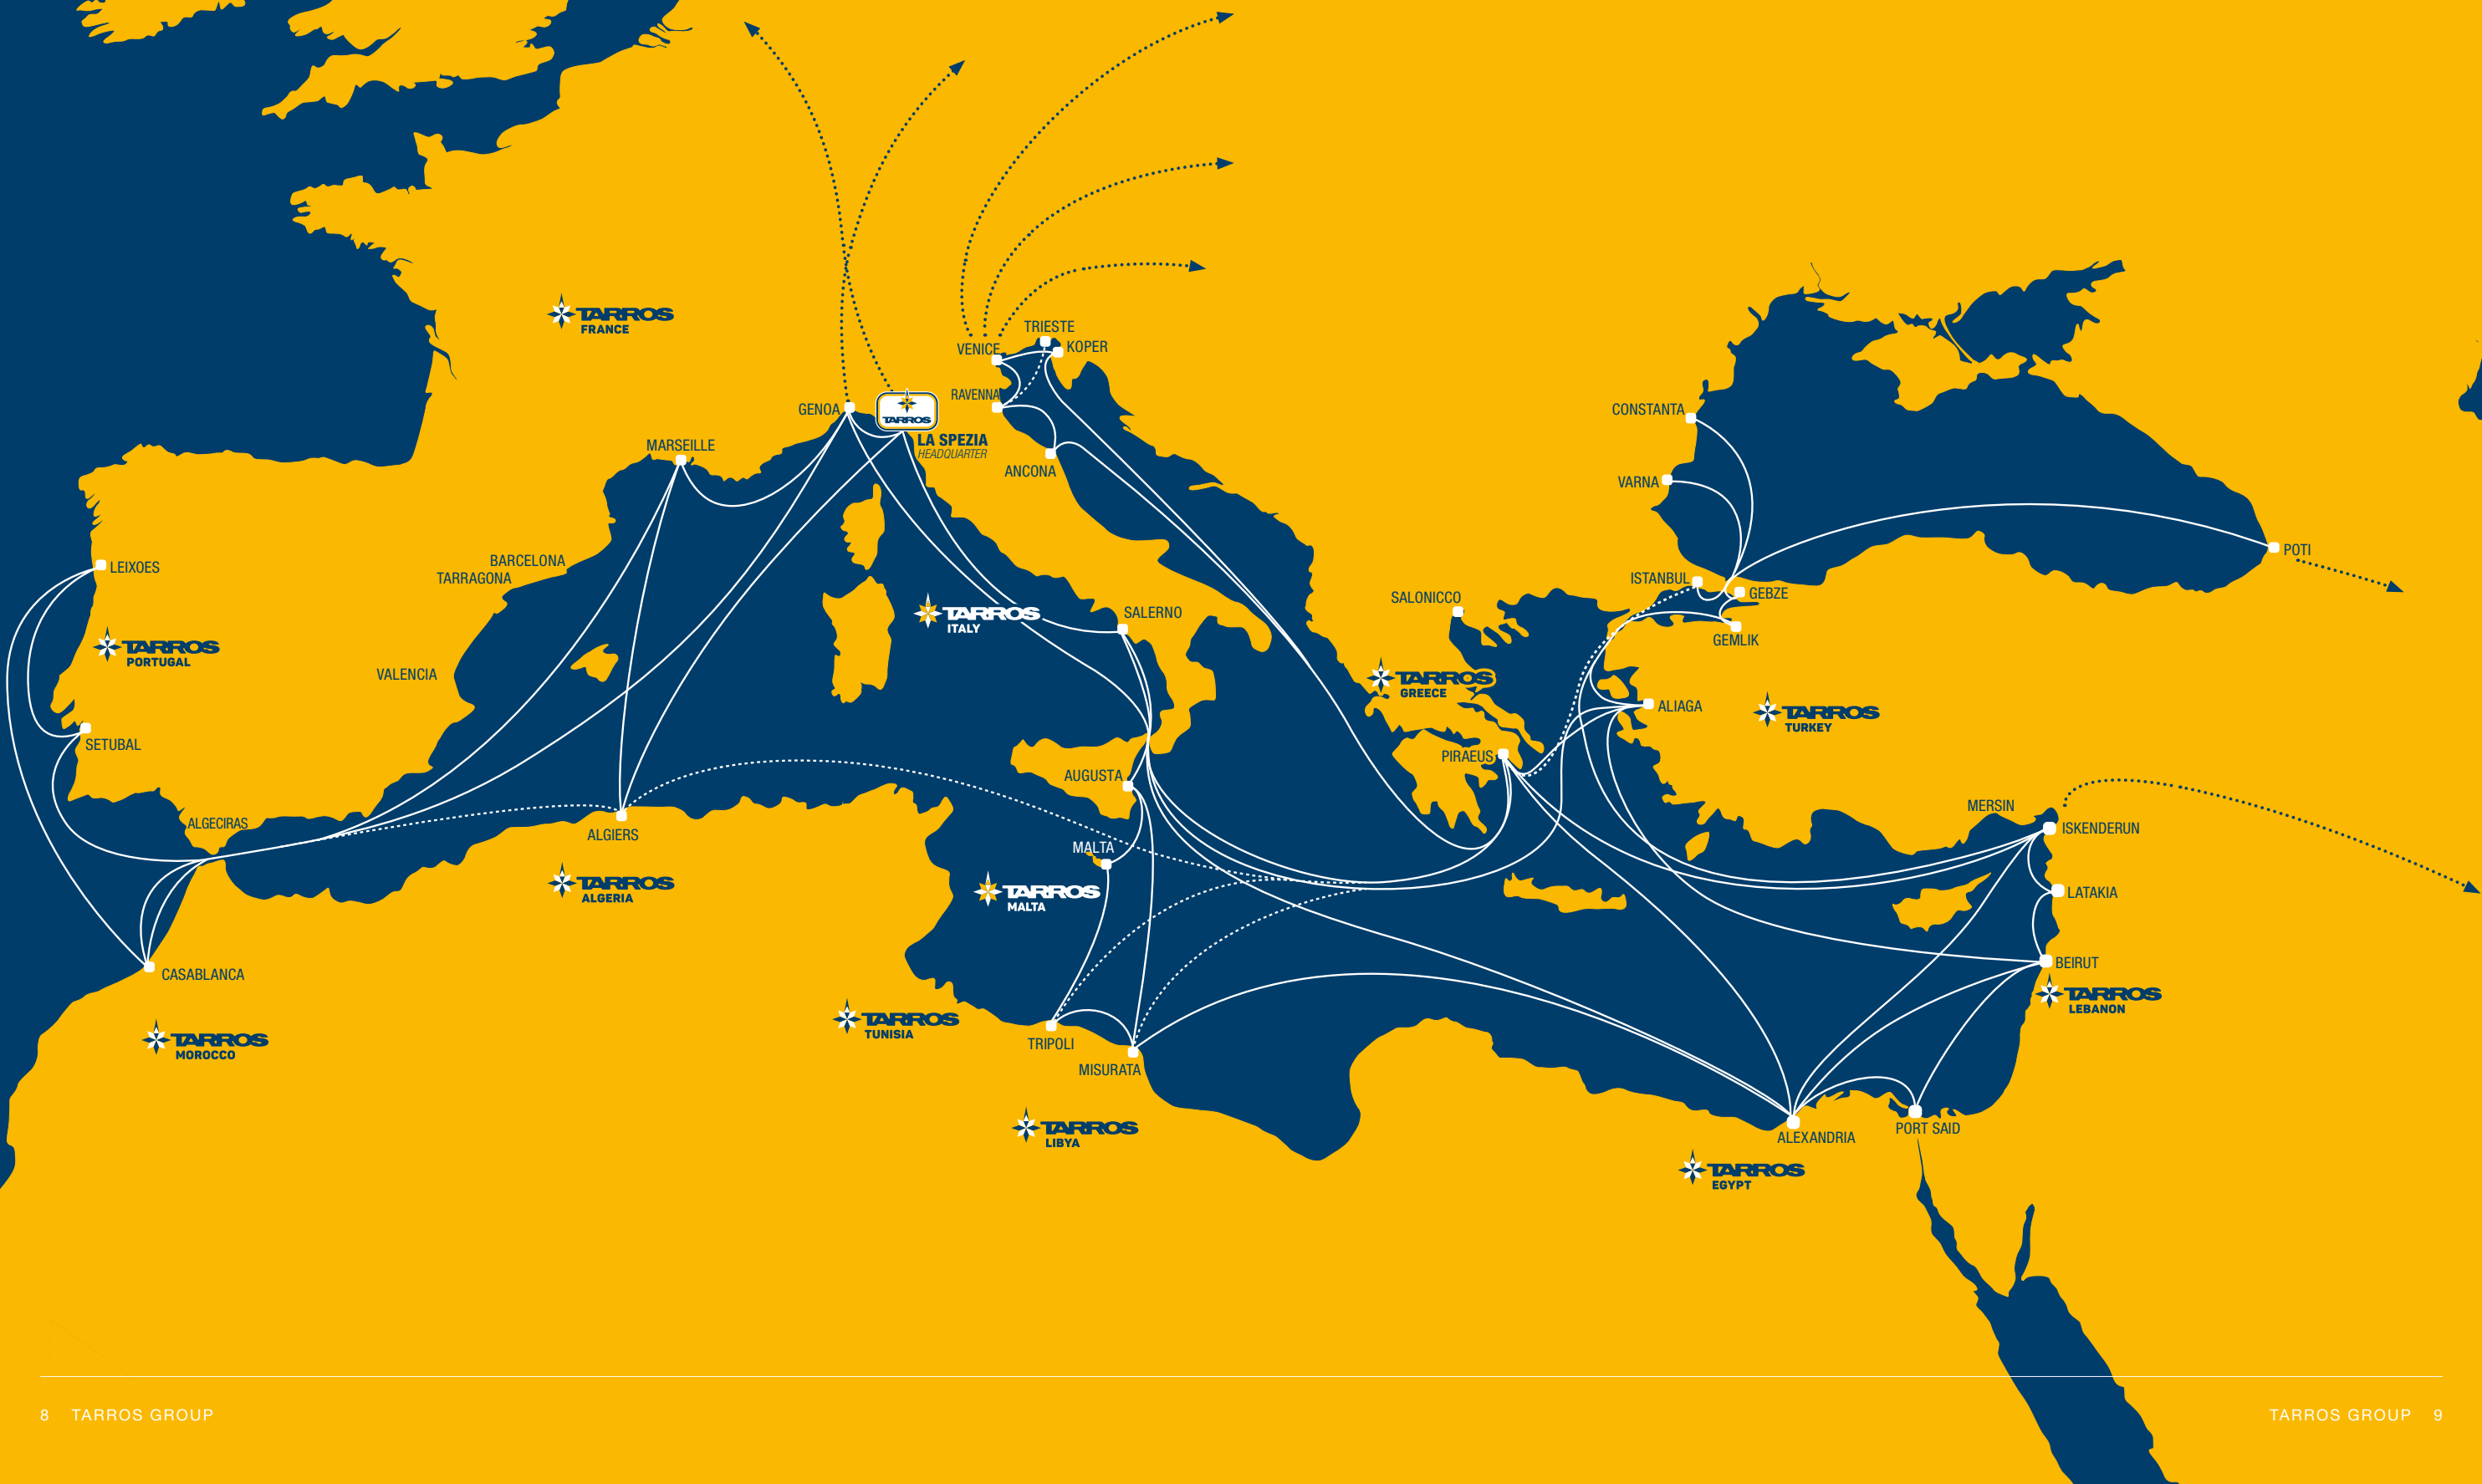 TARROS
FRANCE
TRIESTE
VENICE
KOPER
RAVENNA
GENOA
TARROS
LA SPEZIA
HEADQUARTER
MARSEILLE
ANCONA
CONSTANTA
VARNA
POTI
LEIXOES
BARCELONA
TARRAGONA
ISTANBUL
GEBZE
SALONICCO
GEMLIK
TARROS
ITALY
SALERNO
TARROS
PORTUGAL
VALENCIA
TARROS
GREECE
ALIAGA
TARROS
TURKEY
SETUBAL
PIRAEUS
AUGUSTA
MERSIN
ALGECIRAS
ISKENDERUN
ALGIERS
MALTA
TARROS
ALGERIA
TARROS
MALTA
LATAKIA
CASABLANCA
BEIRUT
TARROS
LEBANON
TARROS
MOROCCO
TARROS
TUNISIA
TRIPOLI
MISURATA
TARROS
LIBYA
ALEXANDRIA
PORT SAID
TARROS
EGYPT
8 TARROS GROUP
TARROS GROUP 9